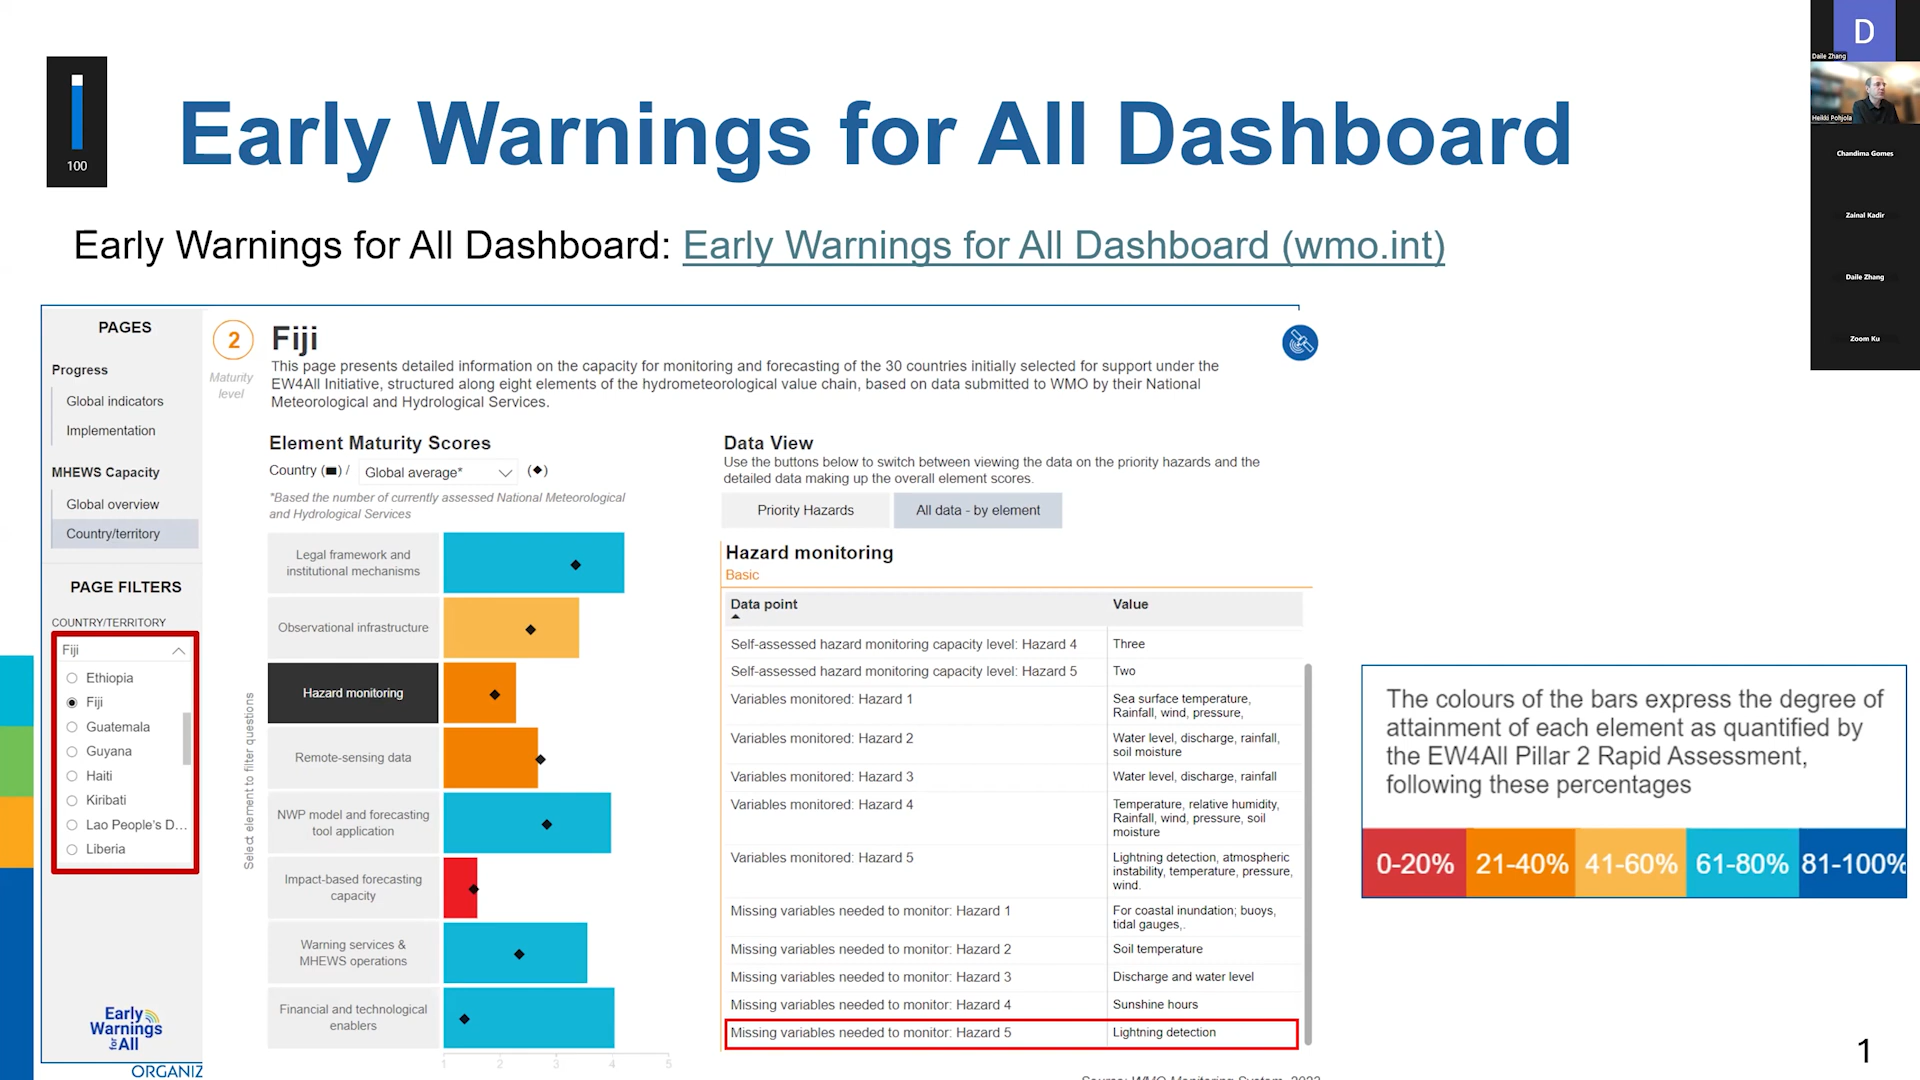 100
Early Warnings for All Dashboard
Early Warnings for All Dashboard: Early Warnings for All Dashboard (wmo.int)
D
Daile Zhang
Heikki Pohjola
Chandima Gomes
Zainal Kadir
Daile Zhang
Zoom Ku
PAGES
Progress
Global indicators
Implementation
MHEWS Capacity
Global overview
Country/territory
PAGE FILTERS
COUNTRY/TERRITORY
Fiji
Ethiopia
Fiji
Guatemala
Guyana
Haiti
Kiribati
Lao People's D...
Liberia
Early
Warnings
for All
ORGANIZ
2
Maturity
level
Fiji
This page presents detailed information on the capacity for monitoring and forecasting of the 30 countries initially selected for support under the
EW4All Initiative, structured along eight elements of the hydrometeorological value chain, based on data submitted to WMO by their National
Meteorological and Hydrological Services.
Element Maturity Scores
Country (■) / Global average* (◆)
*Based the number of currently assessed National Meteorological
and Hydrological Services
Select element to filter questions
Legal framework and
institutional mechanisms
Observational infrastructure
Hazard monitoring
Remote-sensing data
NWP model and forecasting
tool application
Impact-based forecasting
capacity
Warning services &
MHEWS operations
Financial and technological
enablers
1 2 3 4 5
Data View
Use the buttons below to switch between viewing the data on the priority hazards and the
detailed data making up the overall element scores.
Priority Hazards All data - by element
Hazard monitoring
Basic
Data point Value
Self-assessed hazard monitoring capacity level: Hazard 4 Three
Self-assessed hazard monitoring capacity level: Hazard 5 Two
Variables monitored: Hazard 1 Sea surface temperature,
Rainfall, wind, pressure,
Variables monitored: Hazard 2 Water level, discharge, rainfall,
soil moisture
Variables monitored: Hazard 3 Water level, discharge, rainfall
Variables monitored: Hazard 4 Temperature, relative humidity,
Rainfall, wind, pressure, soil
moisture
Variables monitored: Hazard 5 Lightning detection, atmospheric
instability, temperature, pressure,
wind.
Missing variables needed to monitor: Hazard 1 For coastal inundation; buoys,
tidal gauges,.
Missing variables needed to monitor: Hazard 2 Soil temperature
Missing variables needed to monitor: Hazard 3 Discharge and water level
Missing variables needed to monitor: Hazard 4 Sunshine hours
Missing variables needed to monitor: Hazard 5 Lightning detection
Source: WMO Monitoring System, 2023
The colours of the bars express the degree of
attainment of each element as quantified by
the EW4All Pillar 2 Rapid Assessment,
following these percentages
0-20% 21-40% 41-60% 61-80% 81-100%
1